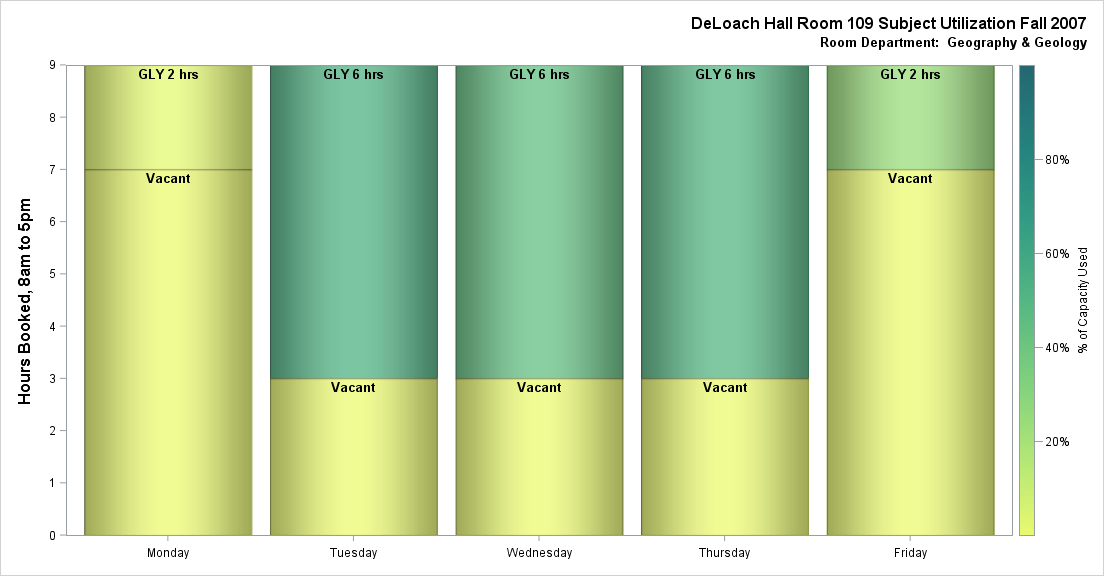 DeLoach Hall Room 109 Subject Utilization Fall 2007
Room Department:  Geography & Geology
Hours Booked, 8am to 5pm
9
8
7
6
5
4
3
2
1
0
GLY 2 hrs
Vacant
GLY 6 hrs
Vacant
GLY 6 hrs
Vacant
GLY 6 hrs
Vacant
GLY 2 hrs
Vacant
Monday
Tuesday
Wednesday
Thursday
Friday
80%
60%
40%
20%
% of Capacity Used